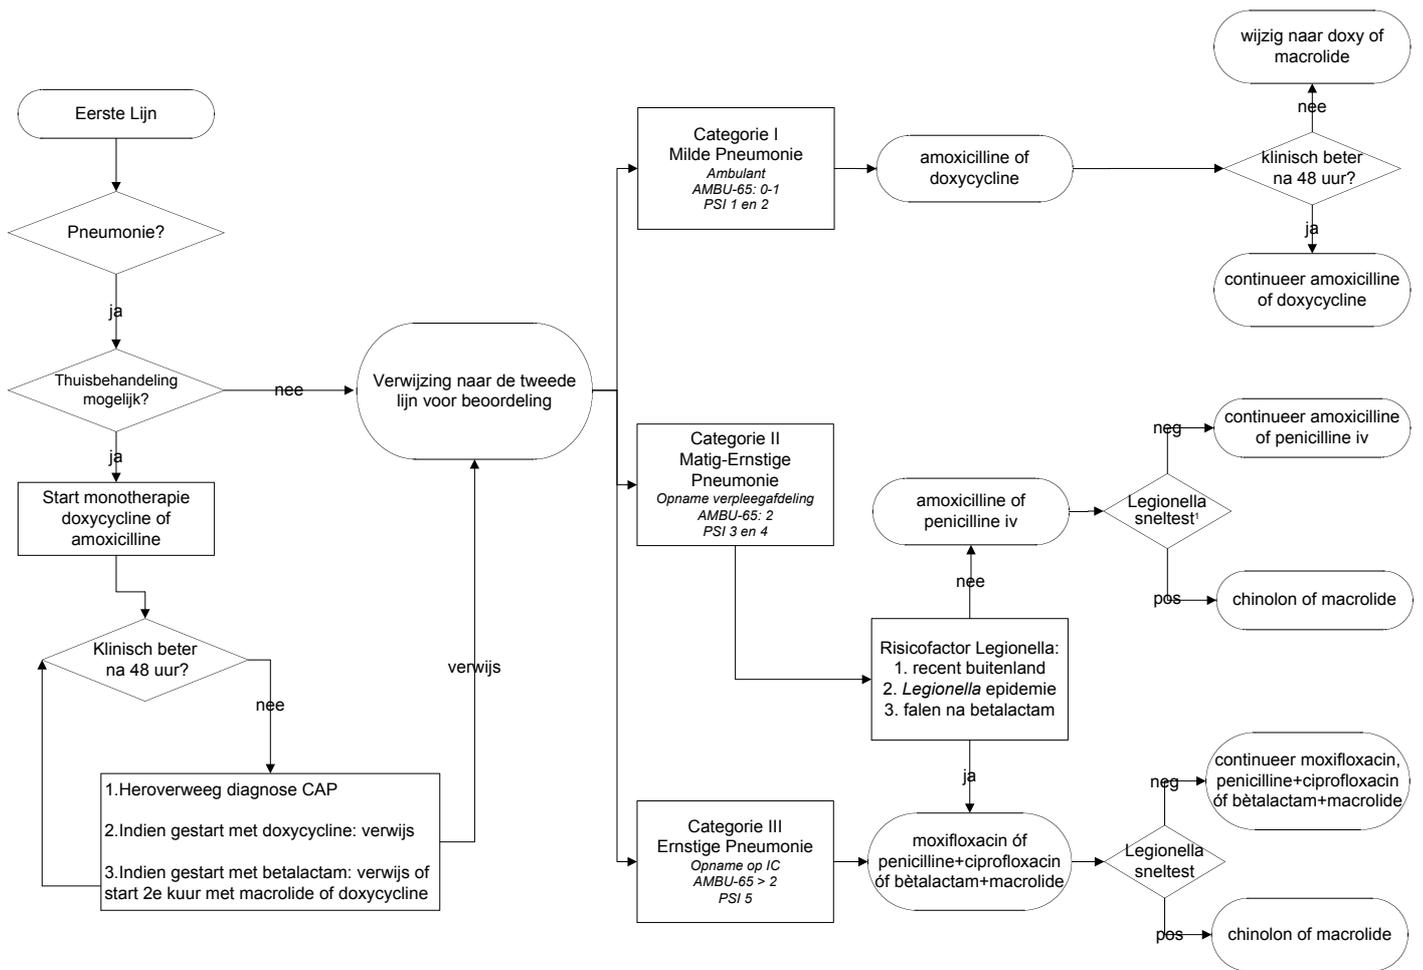 Eerste Lijn
Pneumonie?
ja
Thuisbehandeling
mogelijk?
nee
ja
Start monotherapie
doxycycline of
amoxicilline
Klinisch beter
na 48 uur?
nee
1.Heroverweeg diagnose CAP
2.Indien gestart met doxycycline: verwijs
3.Indien gestart met betalactam: verwijs of
start 2e kuur met macrolide of doxycycline
verwijs
Verwijzing naar de tweede
lijn voor beoordeling
Categorie I
Milde Pneumonie
Ambulant
AMBU-65: 0-1
PSI 1 en 2
amoxicilline of
doxycycline
klinisch beter
na 48 uur?
nee
wijzig naar doxy of
macrolide
ja
continueer amoxicilline
of doxycycline
Categorie II
Matig-Ernstige
Pneumonie
Opname verpleegafdeling
AMBU-65: 2
PSI 3 en 4
Risicofactor Legionella:
1. recent buitenland
2. Legionella epidemie
3. falen na betalactam
nee
amoxicilline of
penicilline iv
Legionella
sneltest¹
neg
continueer amoxicilline
of penicilline iv
pos
chinolon of macrolide
ja
Categorie III
Ernstige Pneumonie
Opname op IC
AMBU-65 > 2
PSI 5
moxifloxacin óf
penicilline+ciprofloxacin
óf bètalactam+macrolide
Legionella
sneltest
neg
continueer moxifloxacin,
penicilline+ciprofloxacin
óf bètalactam+macrolide
pos
chinolon of macrolide